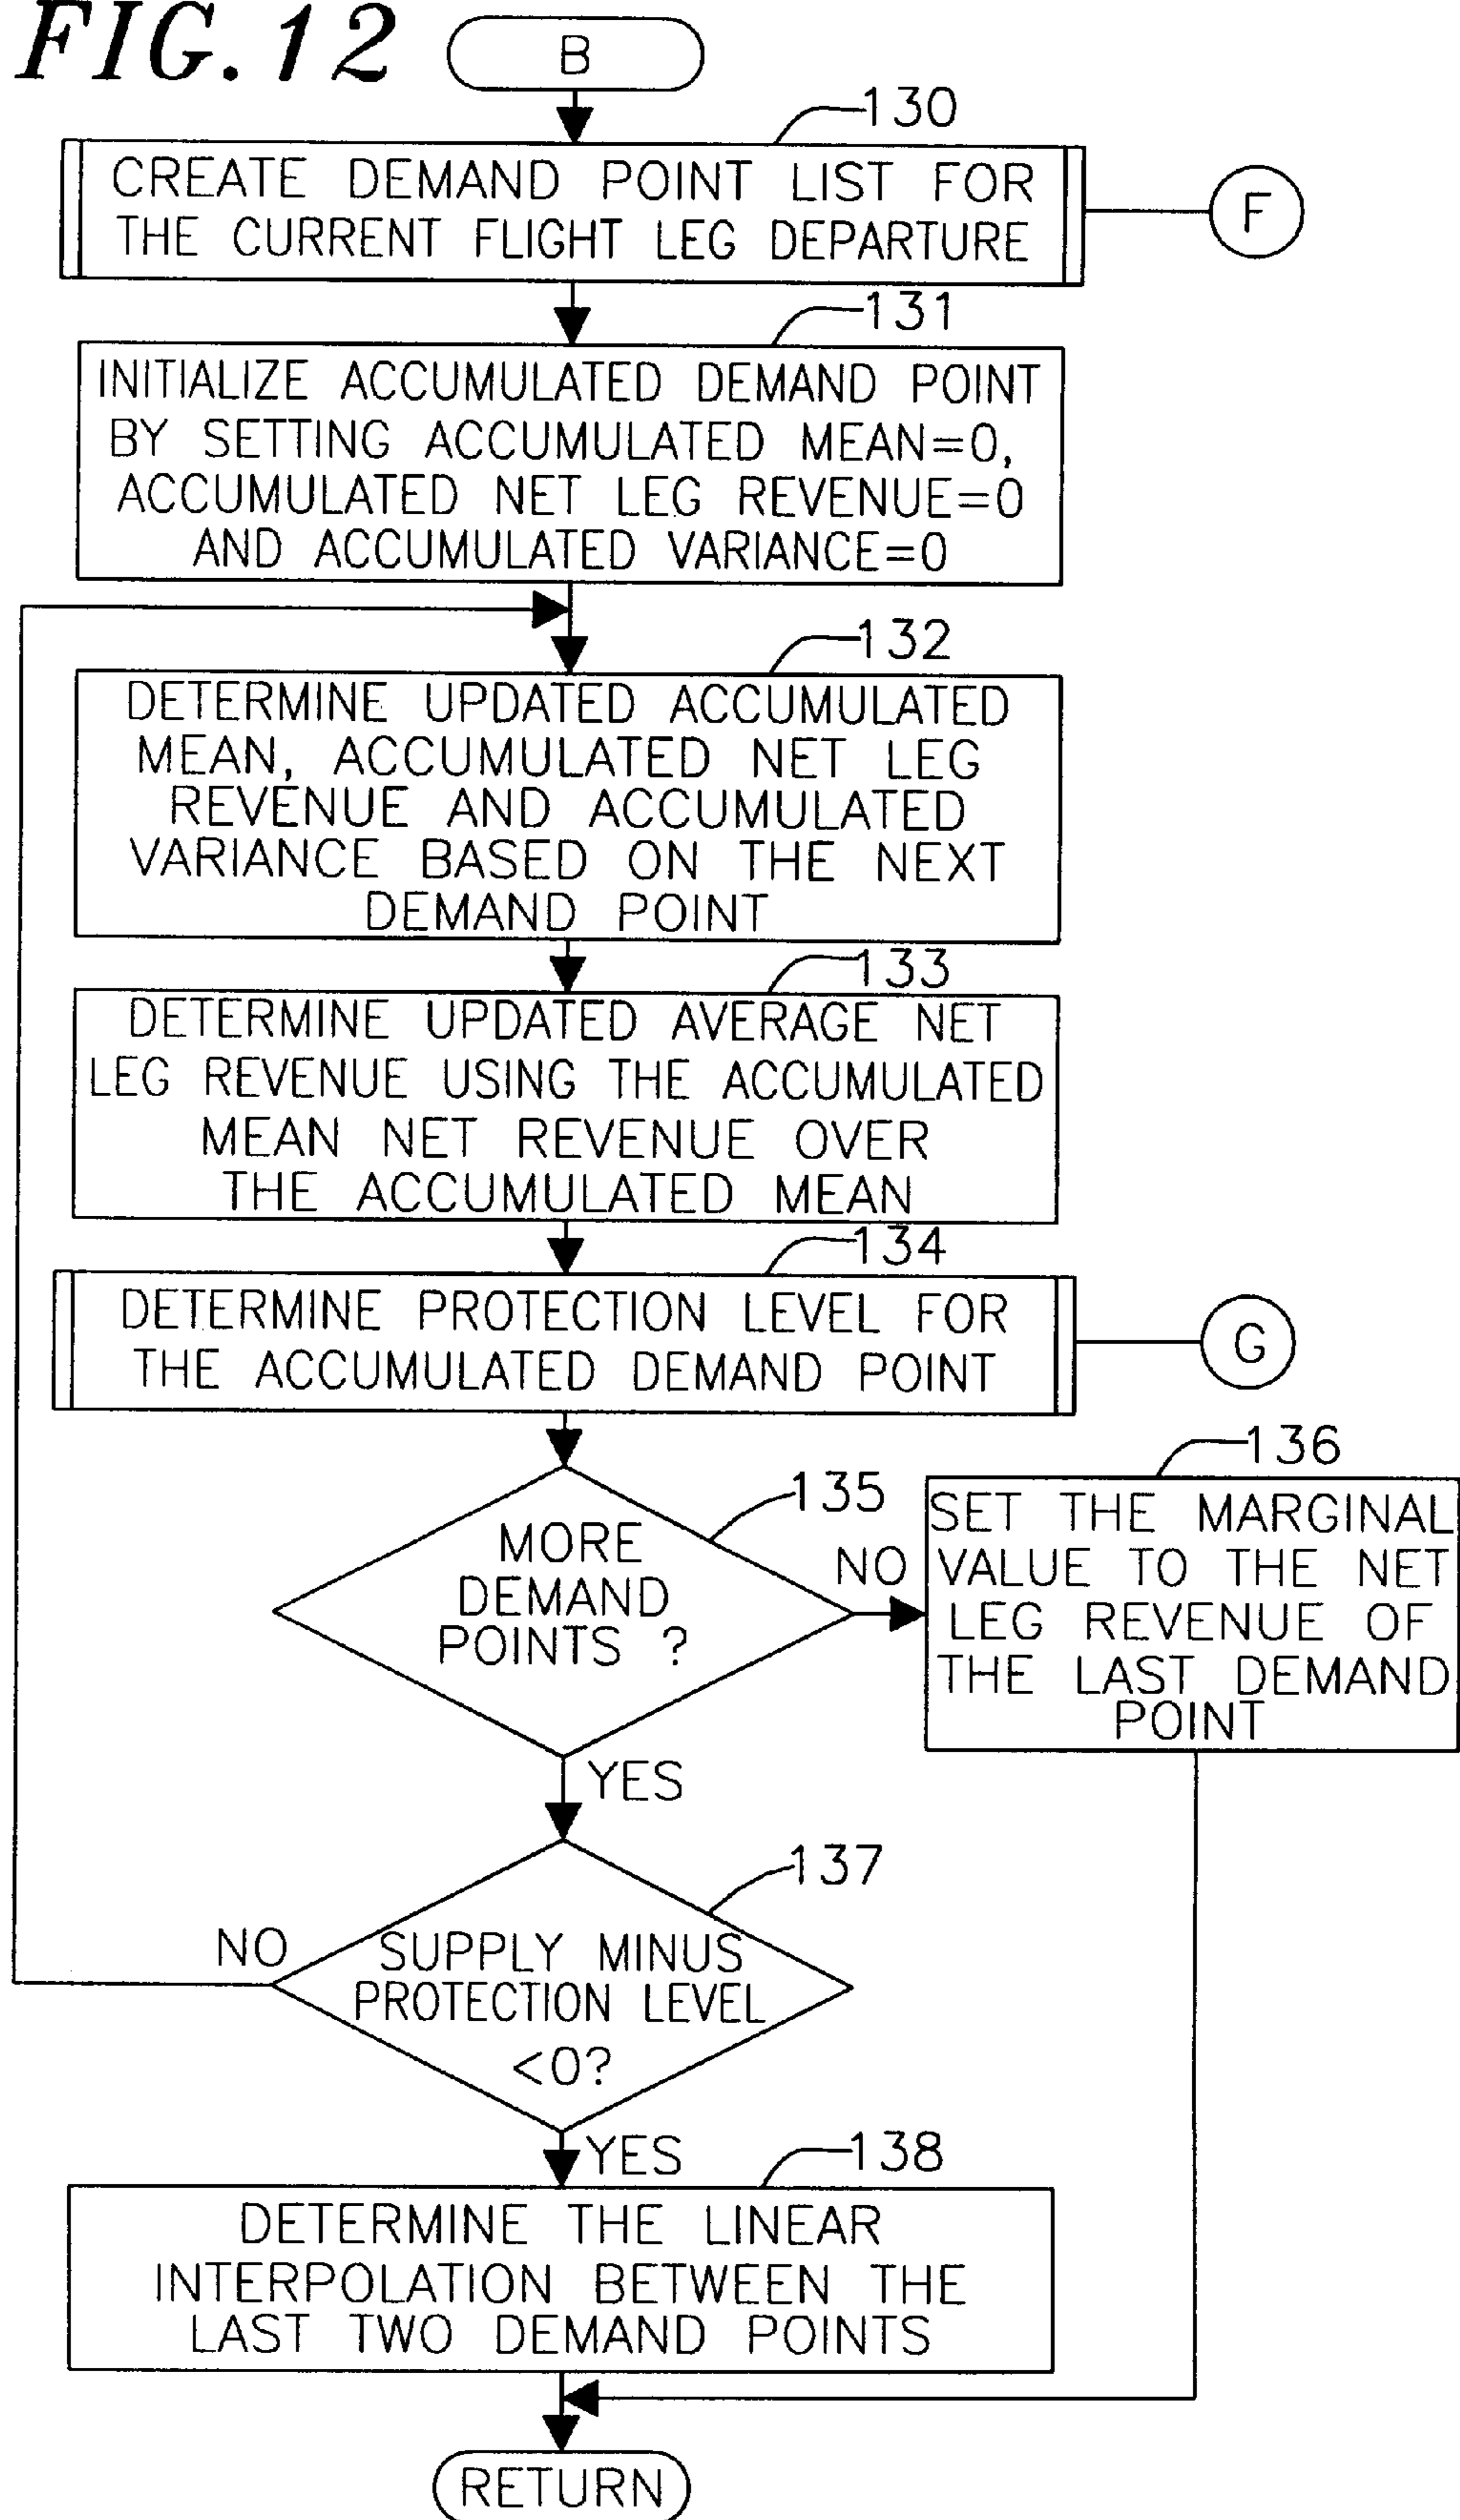 FIG. 12
B
130
CREATE DEMAND POINT LIST FOR
THE CURRENT FLIGHT LEG DEPARTURE
F
131
INITIALIZE ACCUMULATED DEMAND POINT
BY SETTING ACCUMULATED MEAN=0,
ACCUMULATED NET LEG REVENUE=0
AND ACCUMULATED VARIANCE=0
132
DETERMINE UPDATED ACCUMULATED
MEAN, ACCUMULATED NET LEG
REVENUE AND ACCUMULATED
VARIANCE BASED ON THE NEXT
DEMAND POINT
133
DETERMINE UPDATED AVERAGE NET
LEG REVENUE USING THE ACCUMULATED
MEAN NET REVENUE OVER
THE ACCUMULATED MEAN
134
DETERMINE PROTECTION LEVEL FOR
THE ACCUMULATED DEMAND POINT
G
135
MORE
DEMAND
POINTS ?
NO
136
SET THE MARGINAL
VALUE TO THE NET
LEG REVENUE OF
THE LAST DEMAND
POINT
YES
137
NO
SUPPLY MINUS
PROTECTION LEVEL
<0?
YES
138
DETERMINE THE LINEAR
INTERPOLATION BETWEEN THE
LAST TWO DEMAND POINTS
RETURN